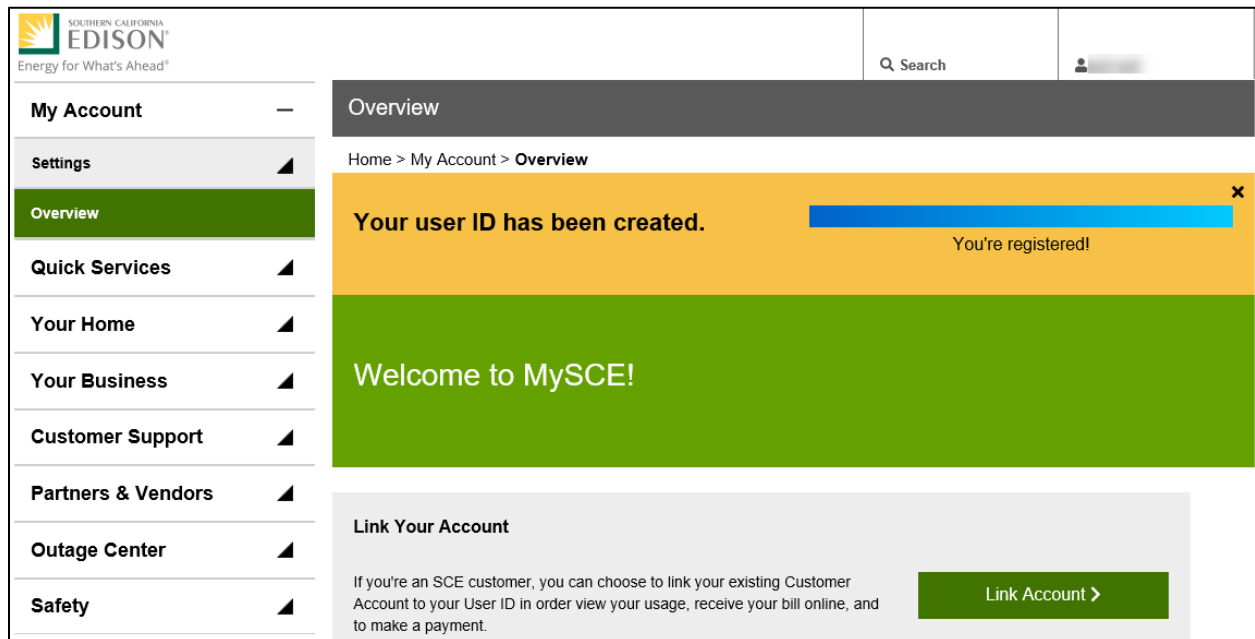 SOUTHERN CALIFORNIA
EDISON®
Energy for What's Ahead®
Search
My Account
Settings
Overview
Quick Services
Your Home
Your Business
Customer Support
Partners & Vendors
Outage Center
Safety
Overview
Home > My Account > Overview
Your user ID has been created.
You're registered!
Welcome to MySCE!
Link Your Account
If you're an SCE customer, you can choose to link your existing Customer
Account to your User ID in order view your usage, receive your bill online, and
to make a payment.
Link Account >